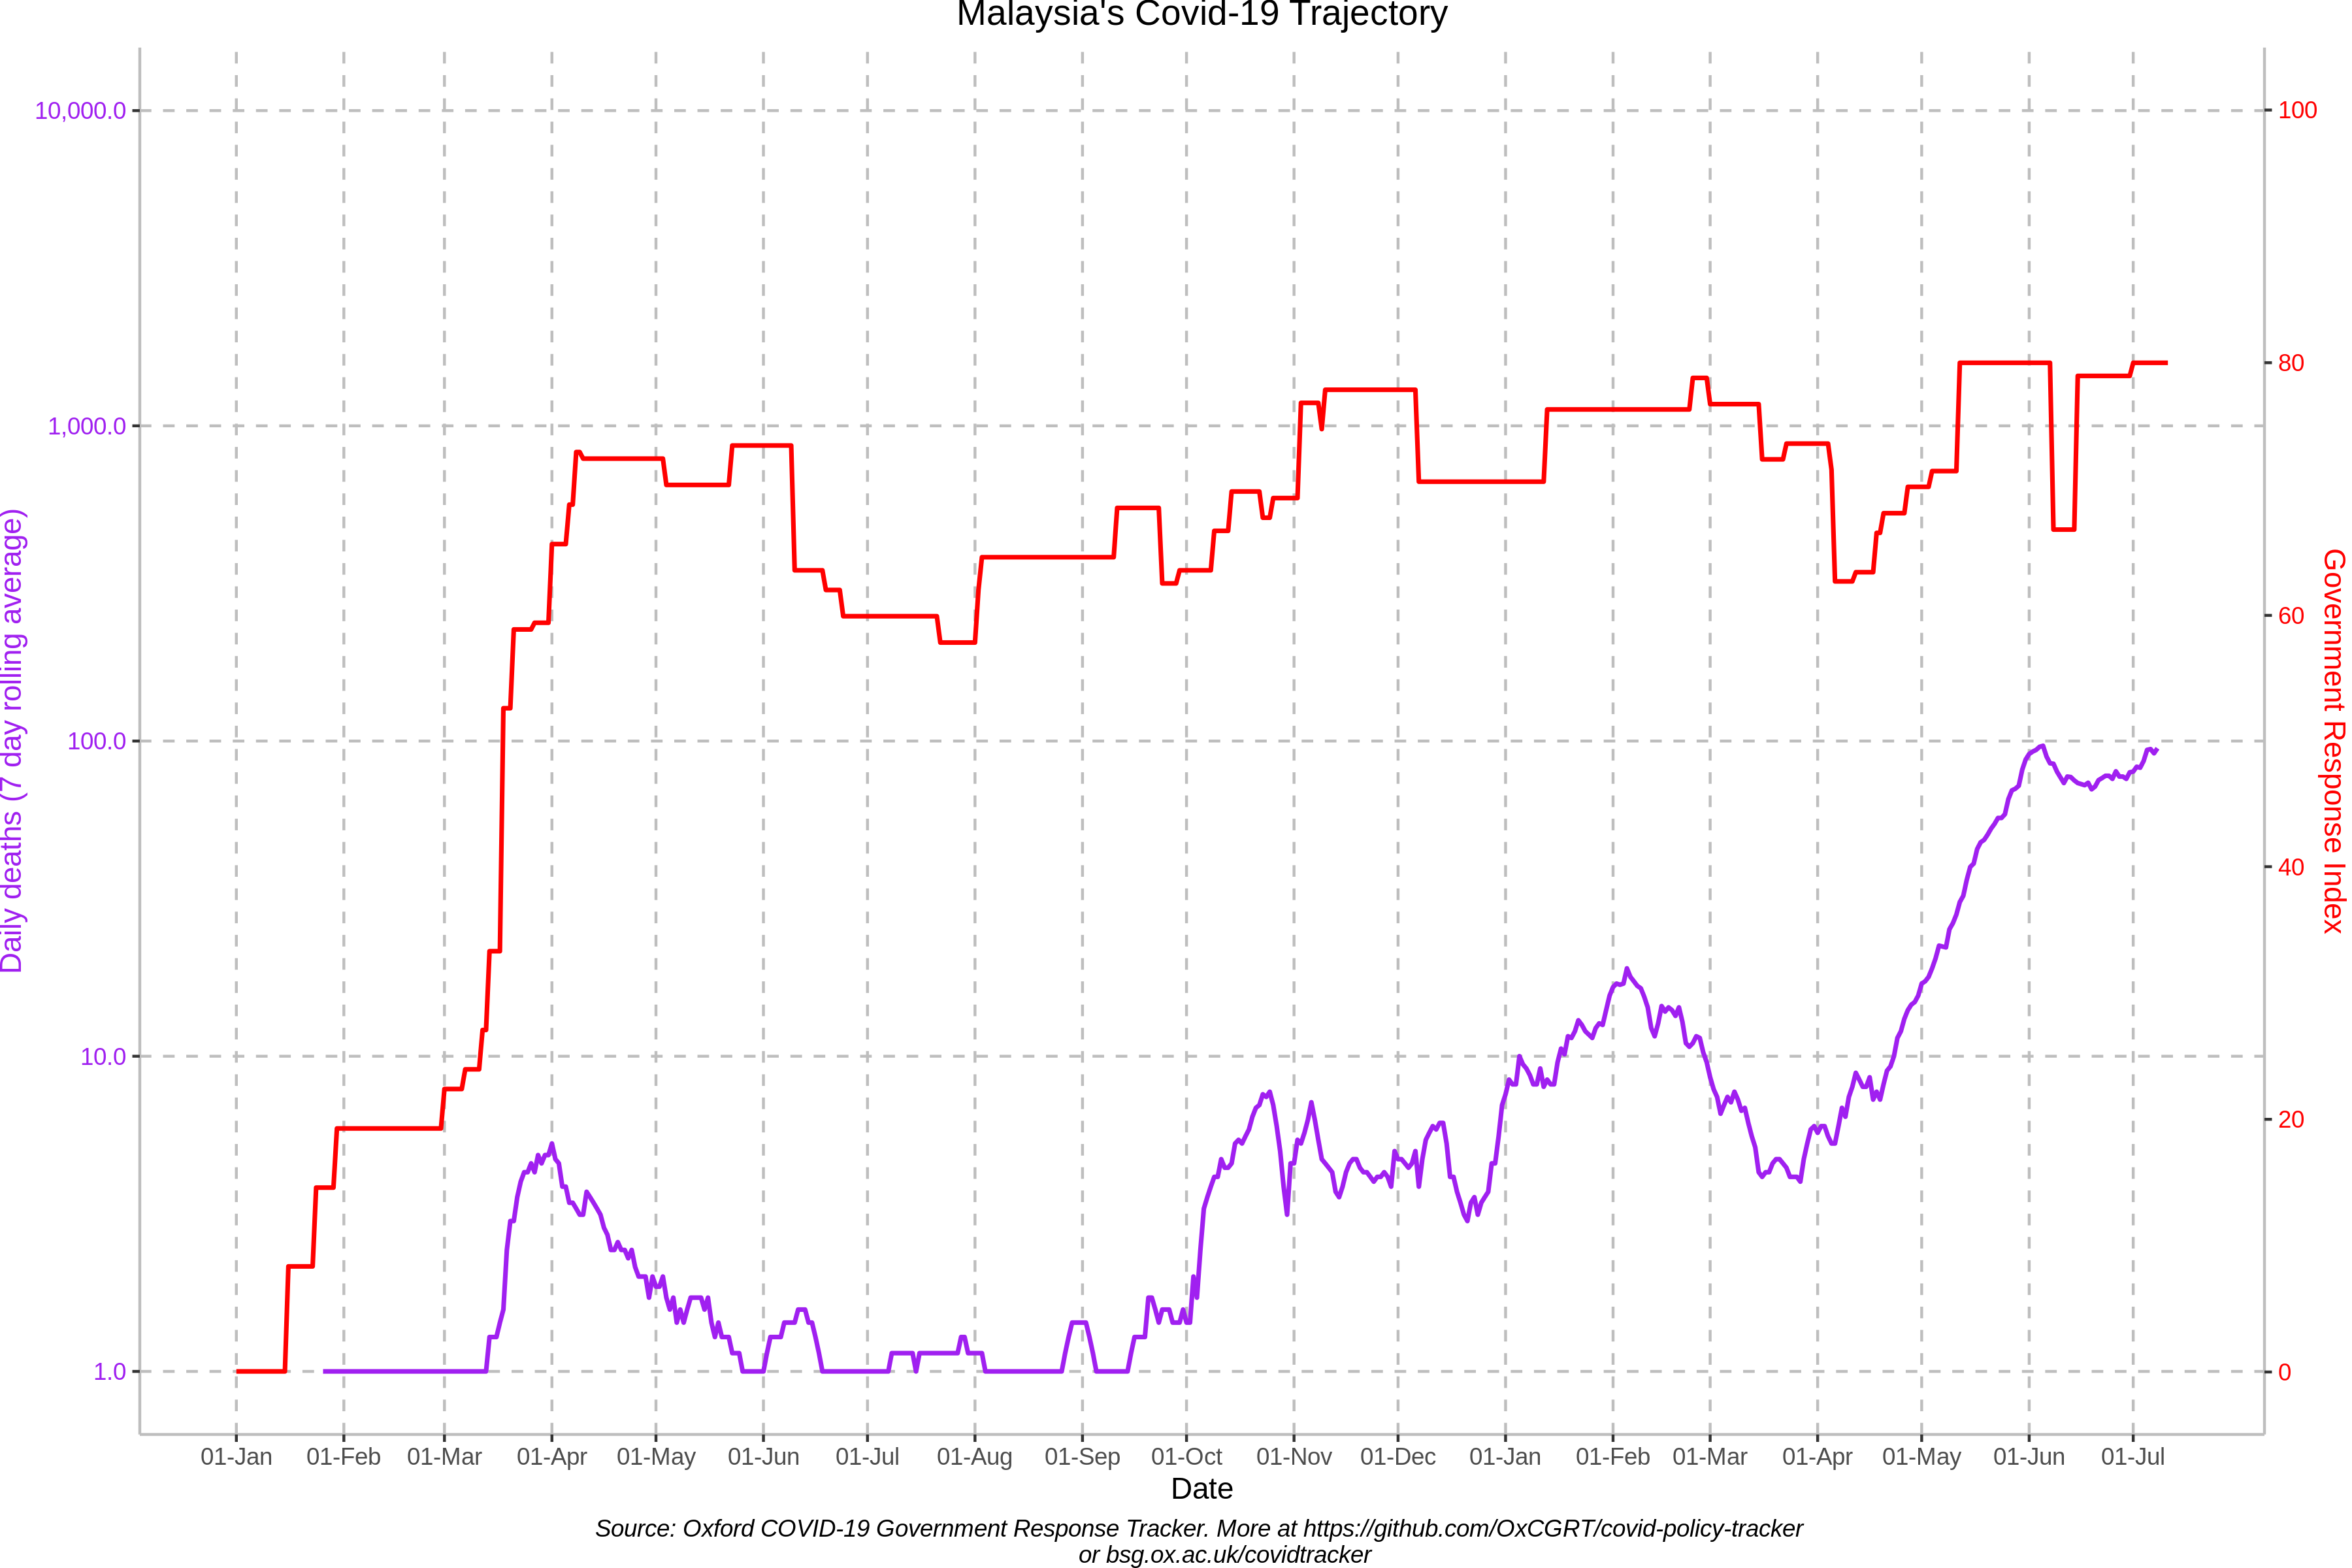 Malaysia's Covid-19 Trajectory
Daily deaths (7 day rolling average)
10,000.0
1,000.0
100.0
10.0
1.0
100
80
60
40
20
0
Government Response Index
01-Jan 01-Feb 01-Mar 01-Apr 01-May 01-Jun 01-Jul 01-Aug 01-Sep 01-Oct 01-Nov 01-Dec 01-Jan 01-Feb 01-Mar 01-Apr 01-May 01-Jun 01-Jul
Date
Source: Oxford COVID-19 Government Response Tracker. More at https://github.com/OxCGRT/covid-policy-tracker
or bsg.ox.ac.uk/covidtracker